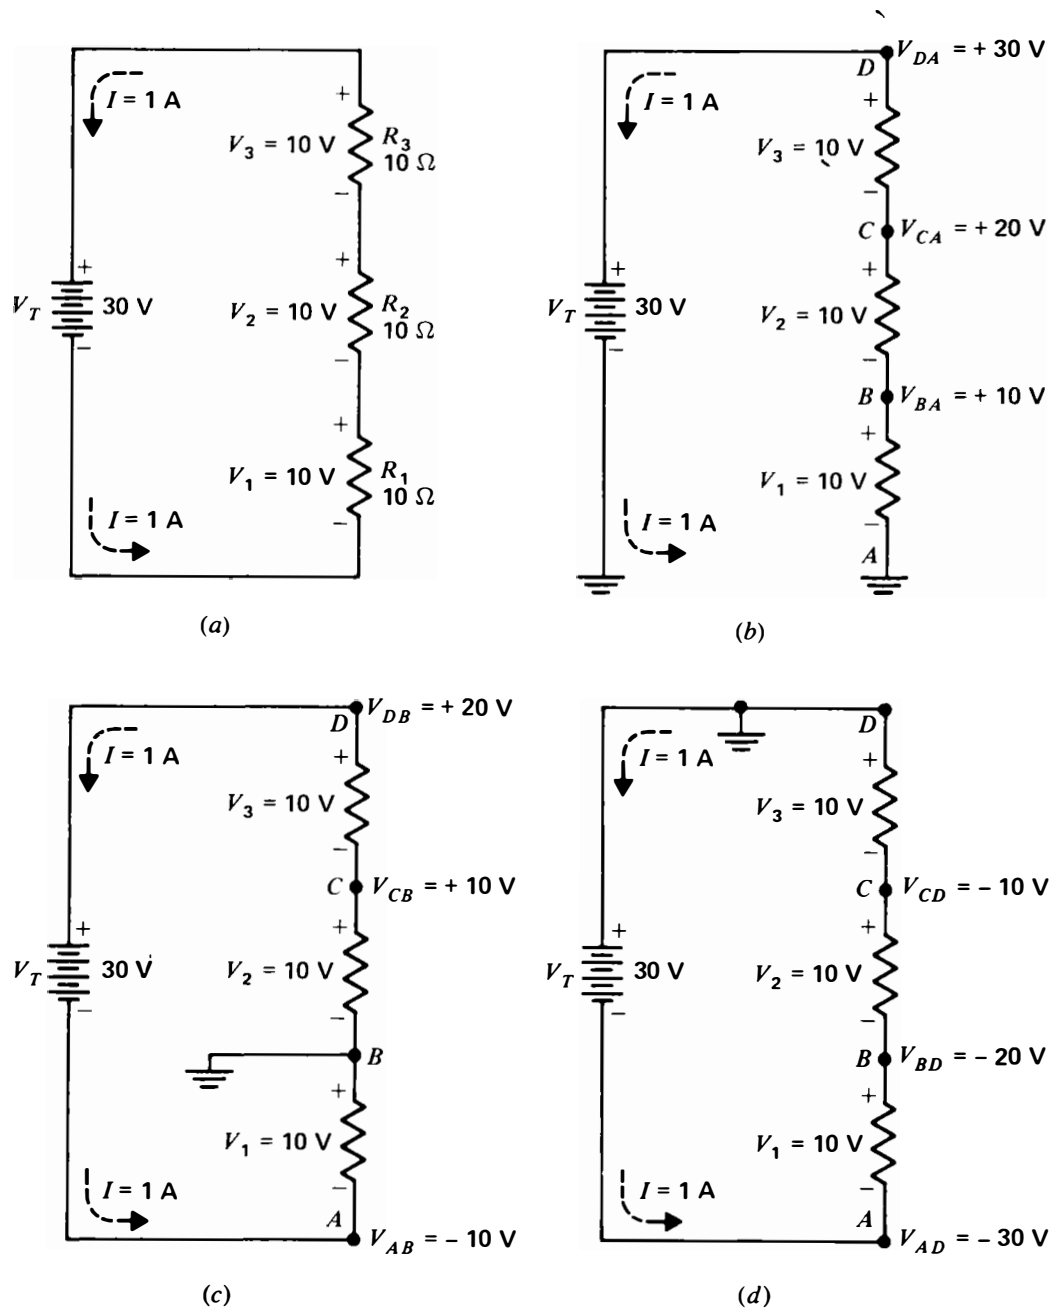 I = 1 A
+
V3 = 10 V
R3
10 Ω
−
+
VT
30 V
−
+
V2 = 10 V
R2
10 Ω
−
+
V1 = 10 V
R1
10 Ω
−
I = 1 A
(a)
D
VDA = + 30 V
I = 1 A
+
V3 = 10 V
−
C
VCA = + 20 V
+
VT
30 V
−
+
V2 = 10 V
−
B
VBA = + 10 V
+
V1 = 10 V
−
I = 1 A
A
(b)
D
VDB = + 20 V
I = 1 A
+
V3 = 10 V
−
C
VCB = + 10 V
+
VT
30 V
−
+
V2 = 10 V
−
B
+
V1 = 10 V
−
I = 1 A
A
VAB = − 10 V
(c)
D
I = 1 A
+
V3 = 10 V
−
C
VCD = − 10 V
+
VT
30 V
−
+
V2 = 10 V
−
B
VBD = − 20 V
+
V1 = 10 V
−
I = 1 A
A
VAD = − 30 V
(d)